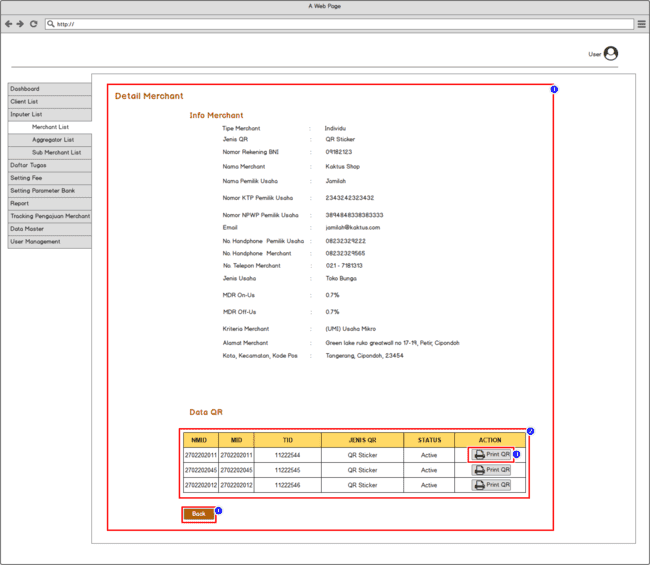 A Web Page
http://
User
Dashboard
Client List
Inputer List
Merchant List
Aggregator List
Sub Merchant List
Daftar Tugas
Setting Fee
Setting Parameter Bank
Report
Tracking Pengajuan Merchant
Data Master
User Management
Detail Merchant
Info Merchant
Tipe Merchant : Individu
Jenis QR : QR Sticker
Nomor Rekening BNI : 09182123
Nama Merchant : Kaktus Shop
Nama Pemilik Usaha : Jamilah
Nomor KTP Pemilik Usaha : 2343242323432
Nomor NPWP Pemilik Usaha : 3894848338383333
Email : jamilah@kaktus.com
No. Handphone Pemilik Usaha : 08232329222
No. Handphone Merchant : 08232329565
No. Telepon Merchant : 021 - 7181313
Jenis Usaha : Toko Bunga
MDR On-Us : 0.7%
MDR Off-Us : 0.7%
Kriteria Merchant : (UMI) Usaha Mikro
Alamat Merchant : Green lake ruko greatwall no 17-19, Petir, Cipondoh
Kota, Kecamatan, Kode Pos : Tangerang, Cipondoh, 23454
Data QR
NMID MID TID JENIS QR STATUS ACTION
2702202011 2702202011 11222544 QR Sticker Active Print QR
2702202045 2702202045 11222545 QR Sticker Active Print QR
2702202012 2702202012 11222546 QR Sticker Active Print QR
Back